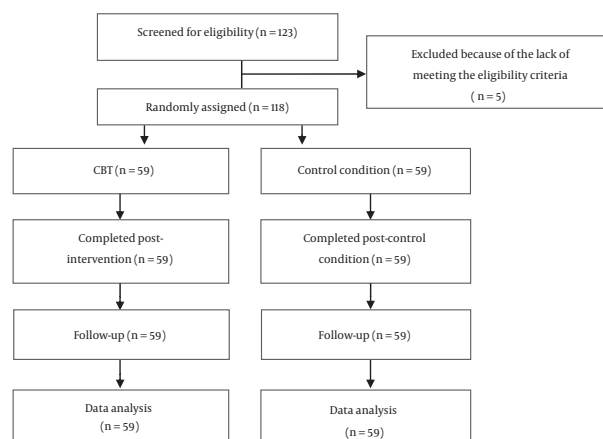 Screened for eligibility (n = 123)
Excluded because of the lack of
meeting the eligibility criteria
( n = 5)
Randomly assigned (n = 118)
CBT (n = 59)
Control condition (n = 59)
Completed post-
intervention (n = 59)
Completed post-control
condition (n = 59)
Follow-up (n = 59)
Follow-up (n = 59)
Data analysis
(n = 59)
Data analysis
(n = 59)